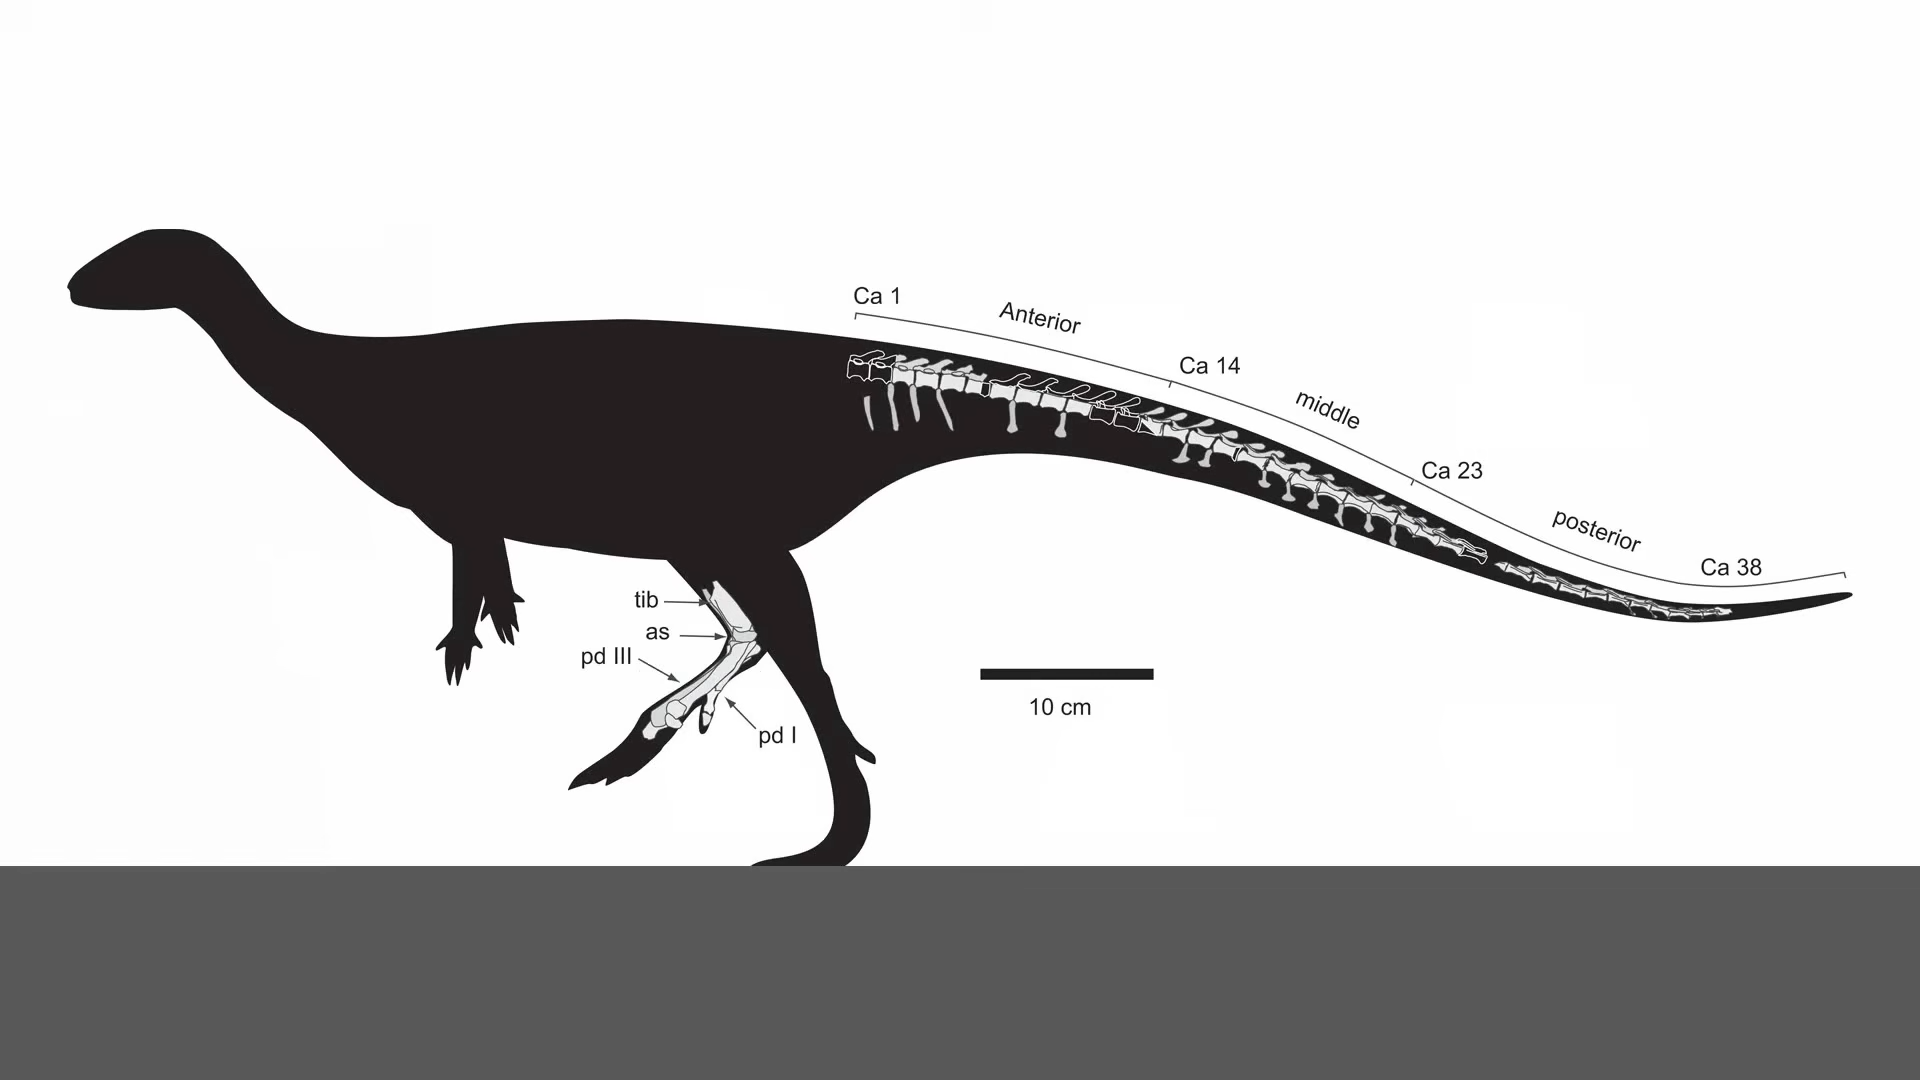 Ca 1
Anterior
Ca 14
middle
Ca 23
posterior
Ca 38
tib
as
pd III
pd I
10 cm